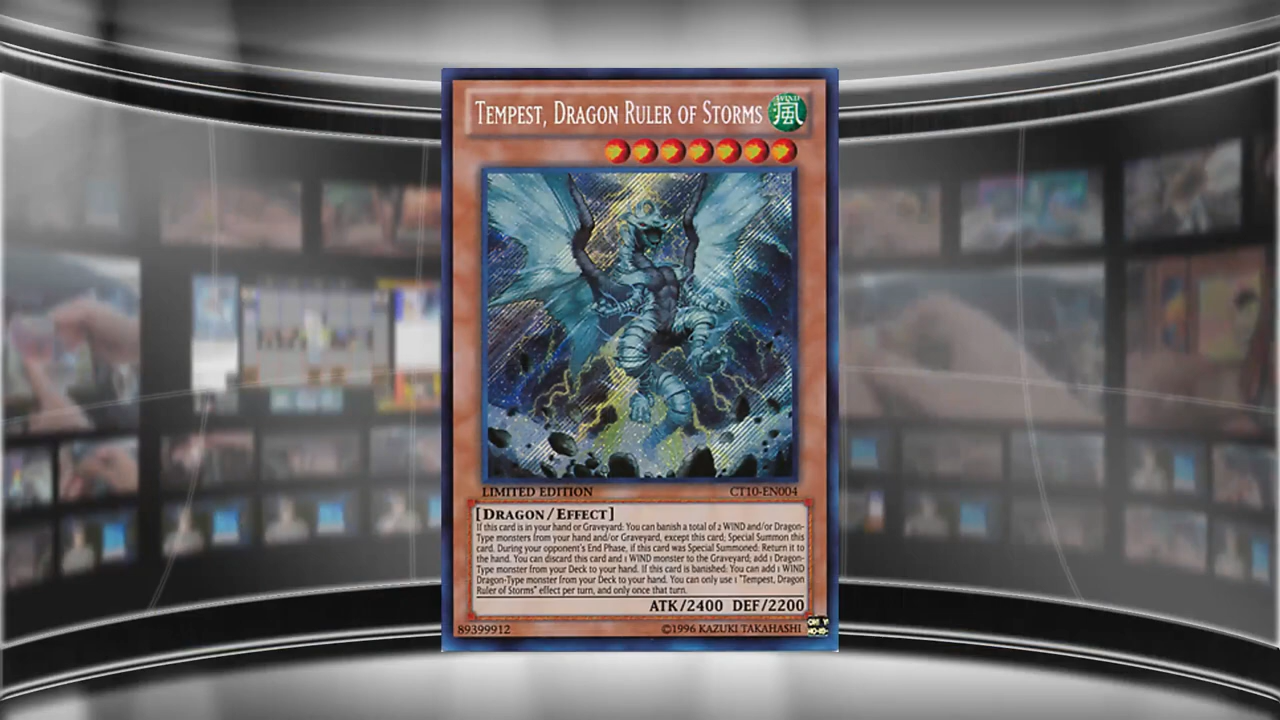 TEMPEST, DRAGON RULER OF STORMS
WIND
風
LIMITED EDITION
CT10-EN004
[DRAGON/EFFECT]
If this card is in your hand or Graveyard: You can banish a total of 2 WIND and/or Dragon-
Type monsters from your hand and/or Graveyard, except this card; Special Summon this
card. During your opponent's End Phase, if this card was Special Summoned: Return it to
the hand. You can discard this card and 1 WIND monster to the Graveyard; add 1 Dragon-
Type monster from your Deck to your hand. If this card is banished: You can add 1 WIND
Dragon-Type monster from your Deck to your hand. You can only use 1 "Tempest, Dragon
Ruler of Storms" effect per turn, and only once that turn.
ATK/2400 DEF/2200
89399912
©1996 KAZUKI TAKAHASHI